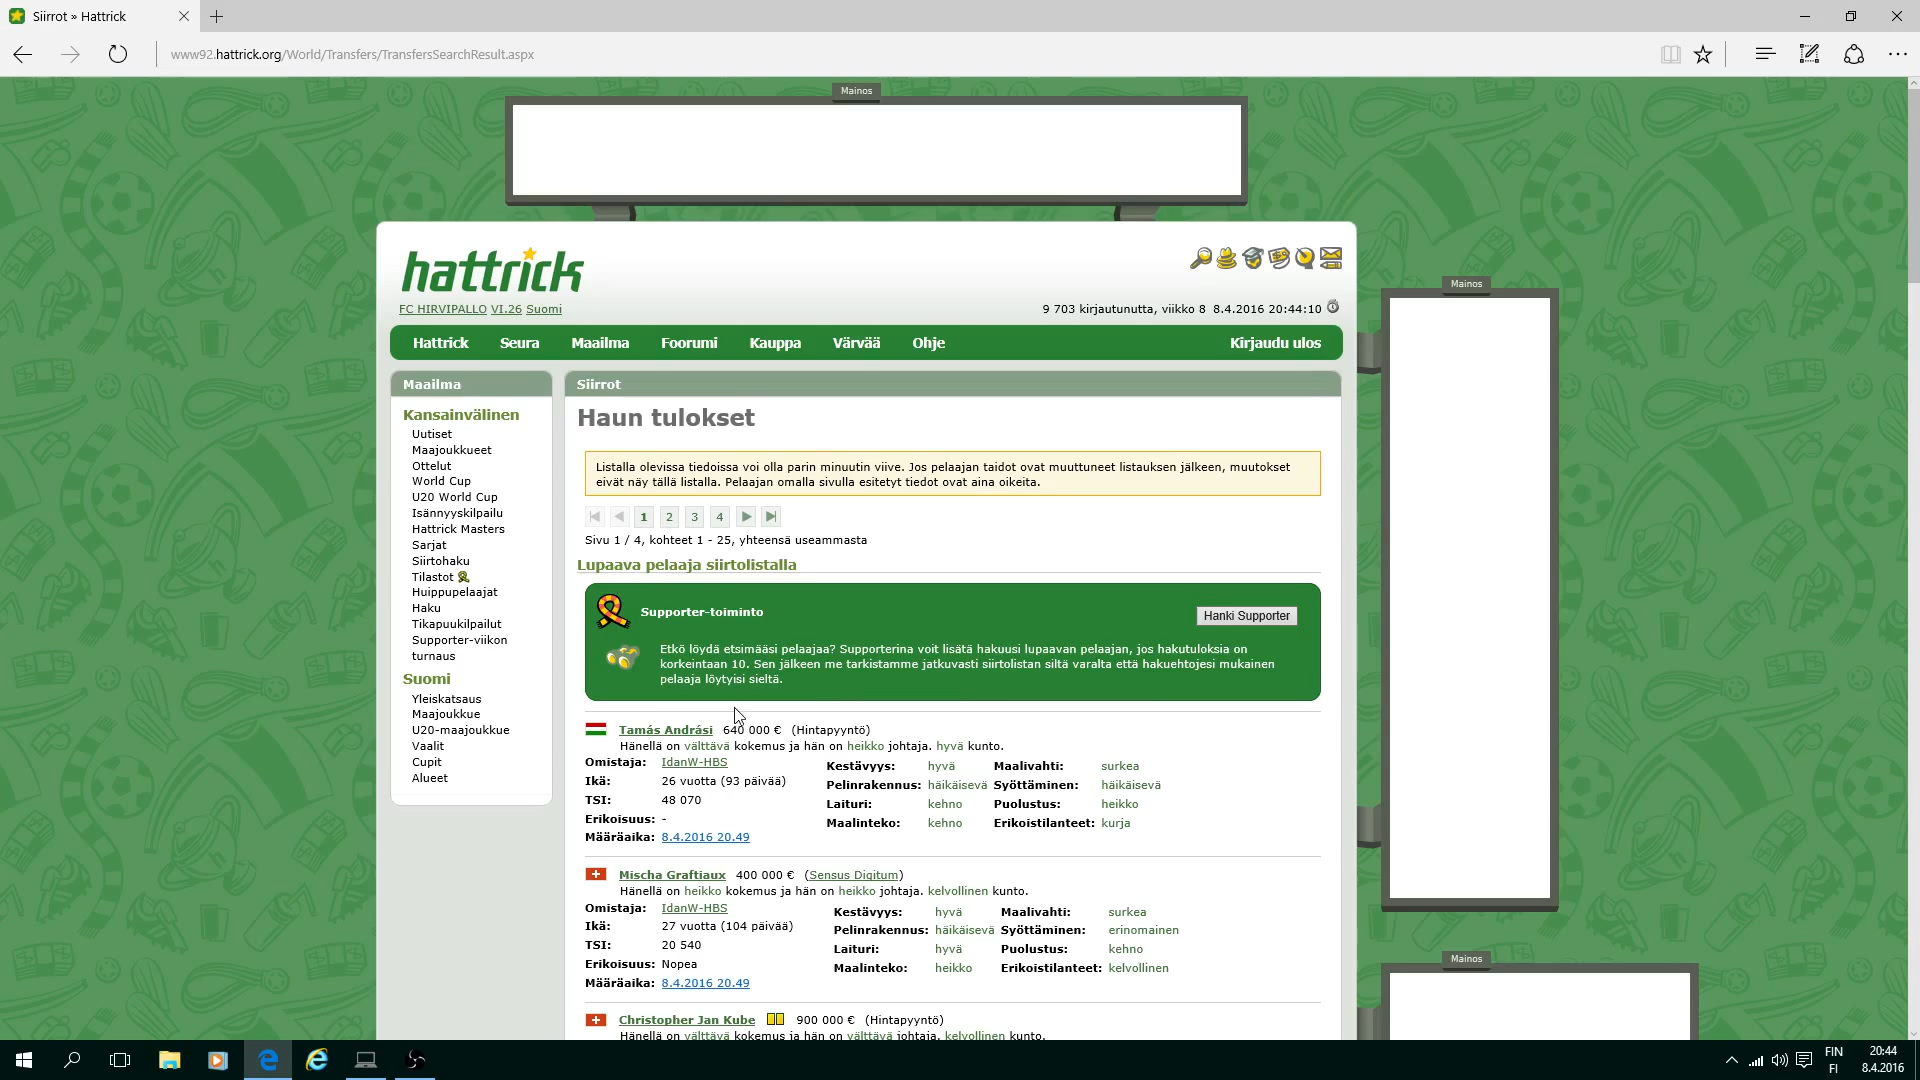 Siirrot » Hattrick
www92.hattrick.org/World/Transfers/TransfersSearchResult.aspx
Mainos
hattrick
FC HIRVIPALLO VI.26 Suomi
9 703 kirjautunutta, viikko 8 8.4.2016 20:44:10
Hattrick Seura Maailma Foorumi Kauppa Värvää Ohje Kirjaudu ulos
Mainos
Maailma
Kansainvälinen
Uutiset
Maajoukkueet
Ottelut
World Cup
U20 World Cup
Isännyyskilpailu
Hattrick Masters
Sarjat
Siirtohaku
Tilastot
Huippupelaajat
Haku
Tikapuukilpailut
Supporter-viikon
turnaus
Suomi
Yleiskatsaus
Maajoukkue
U20-maajoukkue
Vaalit
Cupit
Alueet
Siirrot
Haun tulokset
Listalla olevissa tiedoissa voi olla parin minuutin viive. Jos pelaajan taidot ovat muuttuneet listauksen jälkeen, muutokset
eivät näy tällä listalla. Pelaajan omalla sivulla esitetyt tiedot ovat aina oikeita.
1 2 3 4
Sivu 1 / 4, kohteet 1 - 25, yhteensä useammasta
Lupaava pelaaja siirtolistalla
Supporter-toiminto
Hanki Supporter
Etkö löydä etsimääsi pelaajaa? Supporterina voit lisätä hakuusi lupaavan pelaajan, jos hakutuloksia on
korkeintaan 10. Sen jälkeen me tarkistamme jatkuvasti siirtolistan siltä varalta että hakuehtojesi mukainen
pelaaja löytyisi sieltä.
Tamás Andrási 640 000 € (Hintapyyntö)
Hänellä on välttävä kokemus ja hän on heikko johtaja. hyvä kunto.
Omistaja: IdanW-HBS
Ikä: 26 vuotta (93 päivää)
TSI: 48 070
Erikoisuus: -
Määräaika: 8.4.2016 20.49
Kestävyys: hyvä Maalivahti: surkea
Pelinrakennus: häikäisevä Syöttäminen: häikäisevä
Laituri: kehno Puolustus: heikko
Maalinteko: kehno Erikoistilanteet: kurja
Mischa Graftiaux 400 000 € (Sensus Digitum)
Hänellä on heikko kokemus ja hän on heikko johtaja. kelvollinen kunto.
Omistaja: IdanW-HBS
Ikä: 27 vuotta (104 päivää)
TSI: 20 540
Erikoisuus: Nopea
Määräaika: 8.4.2016 20.49
Kestävyys: hyvä Maalivahti: surkea
Pelinrakennus: häikäisevä Syöttäminen: erinomainen
Laituri: hyvä Puolustus: kehno
Maalinteko: heikko Erikoistilanteet: kelvollinen
Christopher Jan Kube 900 000 € (Hintapyyntö)
Hänellä on välttävä kokemus ja hän on välttävä johtaja. kelvollinen kunto.
Mainos
FIN
FI
20:44
8.4.2016